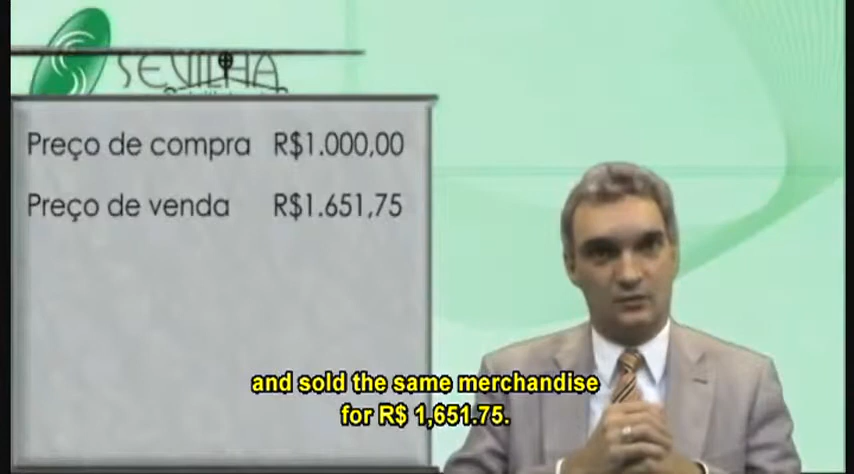 SEVILHA
Preço de compra R$1.000,00
Preço de venda R$1.651,75
and sold the same merchandise
for R$ 1,651.75.